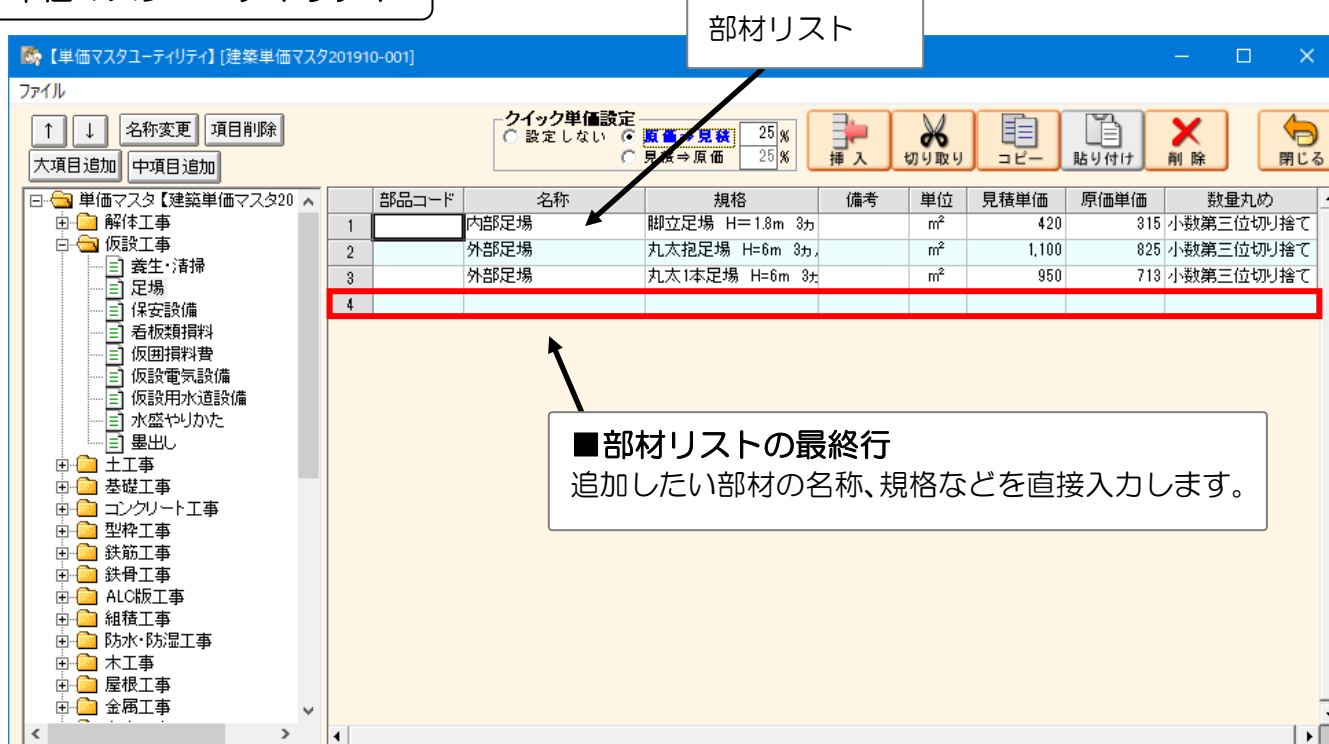 部材リスト
【単価マスタユーティリティ】[建築単価マスタ201910-001]
ファイル
↑ ↓ 名称変更 項目削除
大項目追加 中項目追加
クイック単価設定
設定しない 原価⇒見積 25 %
見積⇒原価 25 %
挿入 切り取り コピー 貼り付け 削除 閉じる
単価マスタ【建築単価マスタ20
解体工事
仮設工事
養生・清掃
足場
保安設備
看板類損料
仮囲損料費
仮設電気設備
仮設用水道設備
水盛やりかた
墨出し
土工事
基礎工事
コンクリート工事
型枠工事
鉄筋工事
鉄骨工事
ALC版工事
組積工事
防水・防湿工事
木工事
屋根工事
金属工事
部品コード 名称 規格 備考 単位 見積単価 原価単価 数量丸め
1 内部足場 脚立足場 H=1.8m 3ｶ m² 420 315 小数第三位切り捨て
2 外部足場 丸太抱足場 H=6m 3ｶ m² 1,100 825 小数第三位切り捨て
3 外部足場 丸太1本足場 H=6m 3ｶ m² 950 713 小数第三位切り捨て
4
■部材リストの最終行
追加したい部材の名称、規格などを直接入力します。